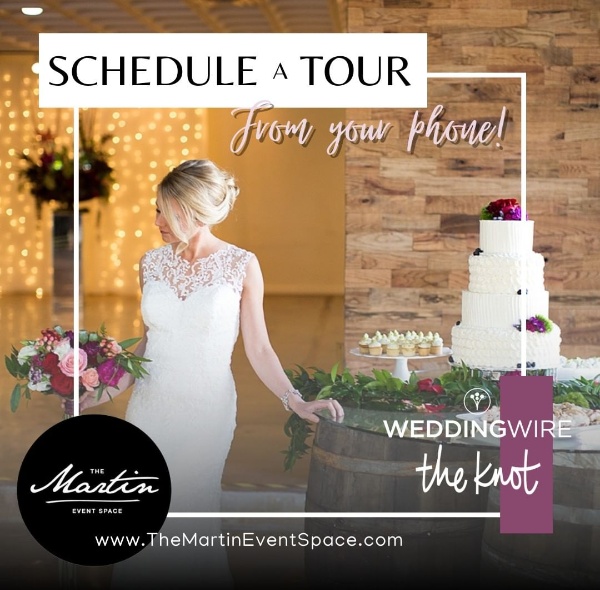 SCHEDULE A TOUR
From your phone!
WEDDINGWIRE
the knot
THE
Martin
EVENT SPACE
www.TheMartinEventSpace.com